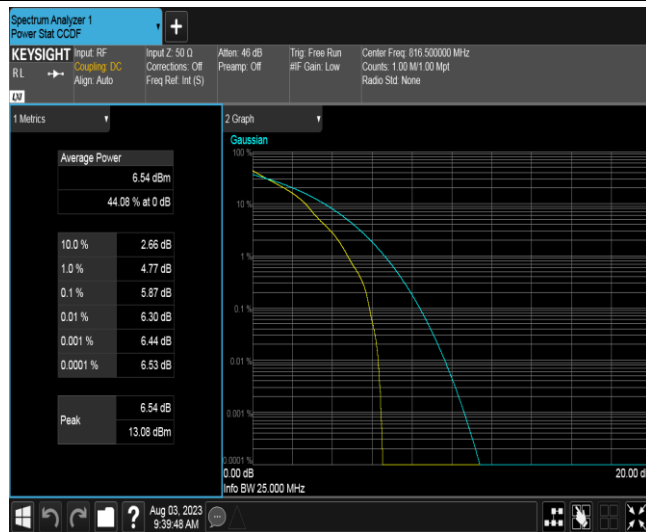 Spectrum Analyzer 1
Power Stat CCDF
+
KEYSIGHT
RL
LXI
Input: RF
Coupling: DC
Align: Auto
Input Z: 50 Ω
Corrections: Off
Freq Ref: Int (S)
Atten: 46 dB
Preamp: Off
Trig: Free Run
#IF Gain: Low
Center Freq: 816.500000 MHz
Counts: 1.00 M/1.00 Mpt
Radio Std: None
1 Metrics
Average Power
6.54 dBm
44.08 % at 0 dB
10.0 % 2.66 dB
1.0 % 4.77 dB
0.1 % 5.87 dB
0.01 % 6.30 dB
0.001 % 6.44 dB
0.0001 % 6.53 dB
Peak
6.54 dB
13.08 dBm
2 Graph
Gaussian
100 %
10 %
1 %
0.1 %
0.01 %
0.001 %
0.0001 %
0.00 dB
20.00 d
Info BW 25.000 MHz
?
Aug 03, 2023
9:39:48 AM